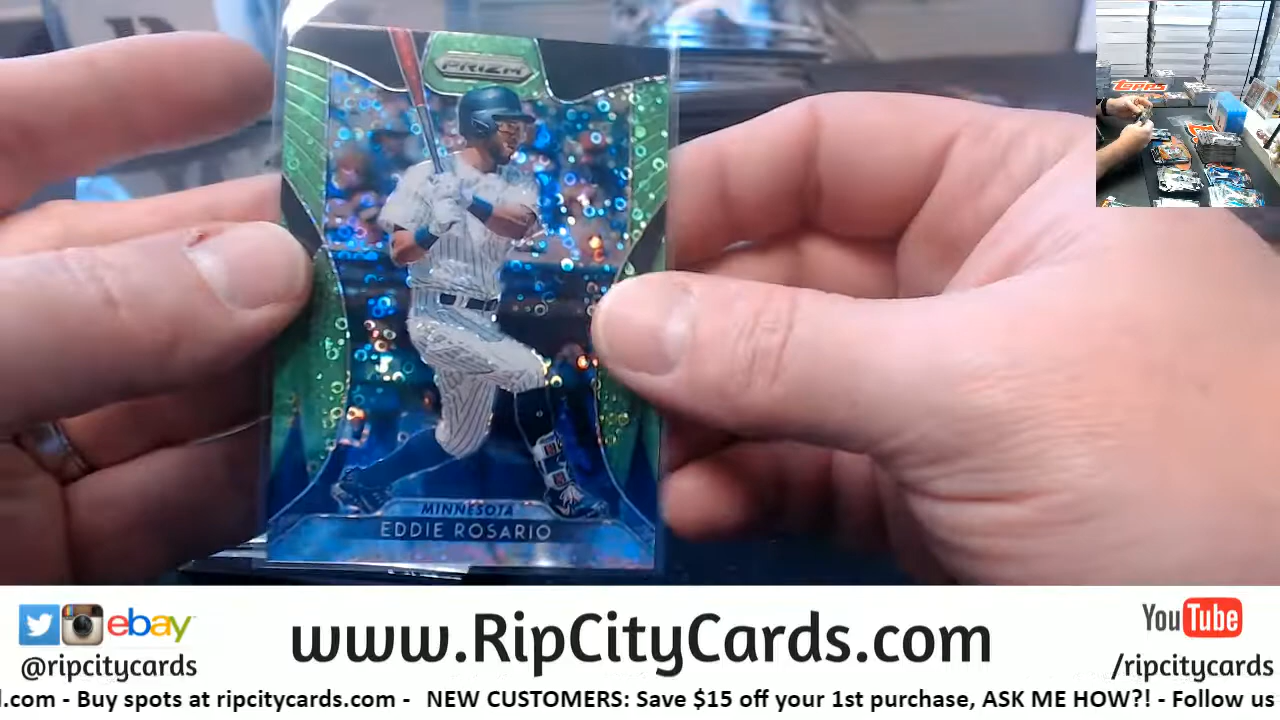 PRIZM
TOPPS
MINNESOTA
EDDIE ROSARIO
ebay
@ripcitycards
www.RipCityCards.com
YouTube
/ripcitycards
l.com - Buy spots at ripcitycards.com - NEW CUSTOMERS: Save $15 off your 1st purchase, ASK ME HOW?! - Follow us